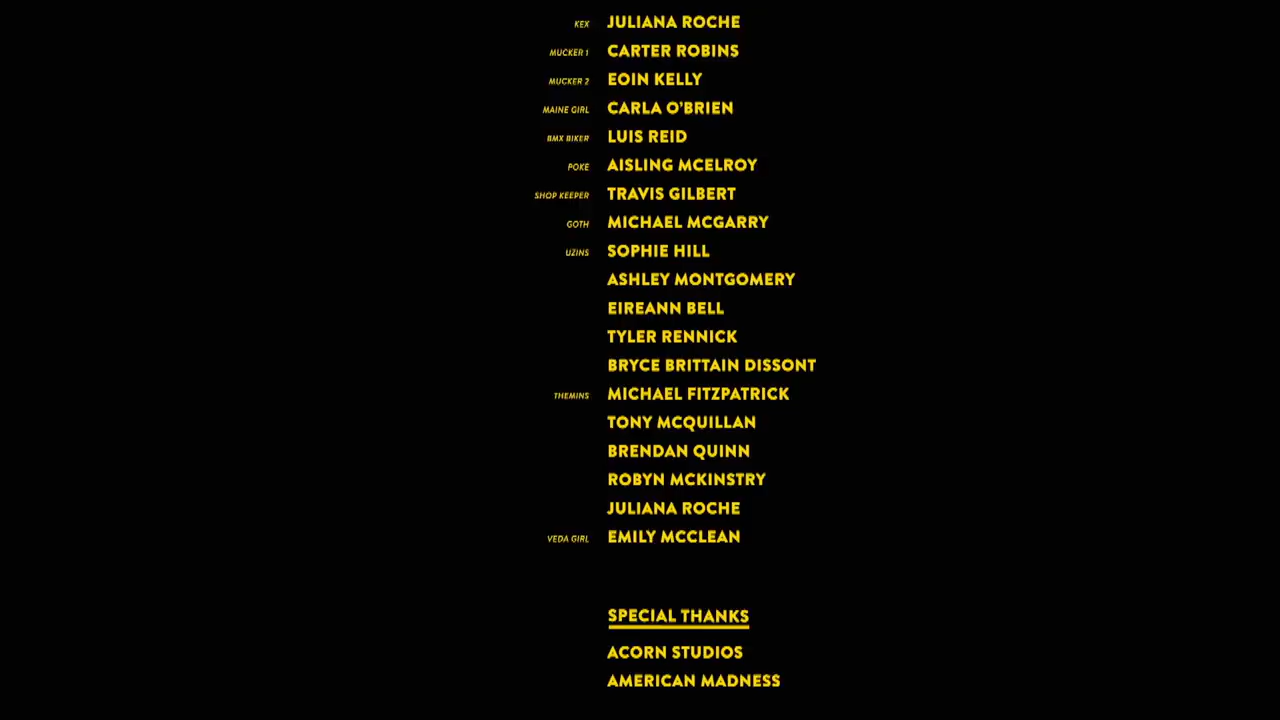 KEX JULIANA ROCHE
MUCKER 1 CARTER ROBINS
MUCKER 2 EOIN KELLY
MAINE GIRL CARLA O'BRIEN
BMX BIKER LUIS REID
POKE AISLING MCELROY
SHOP KEEPER TRAVIS GILBERT
GOTH MICHAEL MCGARRY
UZINS SOPHIE HILL
ASHLEY MONTGOMERY
EIREANN BELL
TYLER RENNICK
BRYCE BRITTAIN DISSONT
THEMINS MICHAEL FITZPATRICK
TONY MCQUILLAN
BRENDAN QUINN
ROBYN MCKINSTRY
JULIANA ROCHE
VEDA GIRL EMILY MCCLEAN
SPECIAL THANKS
ACORN STUDIOS
AMERICAN MADNESS